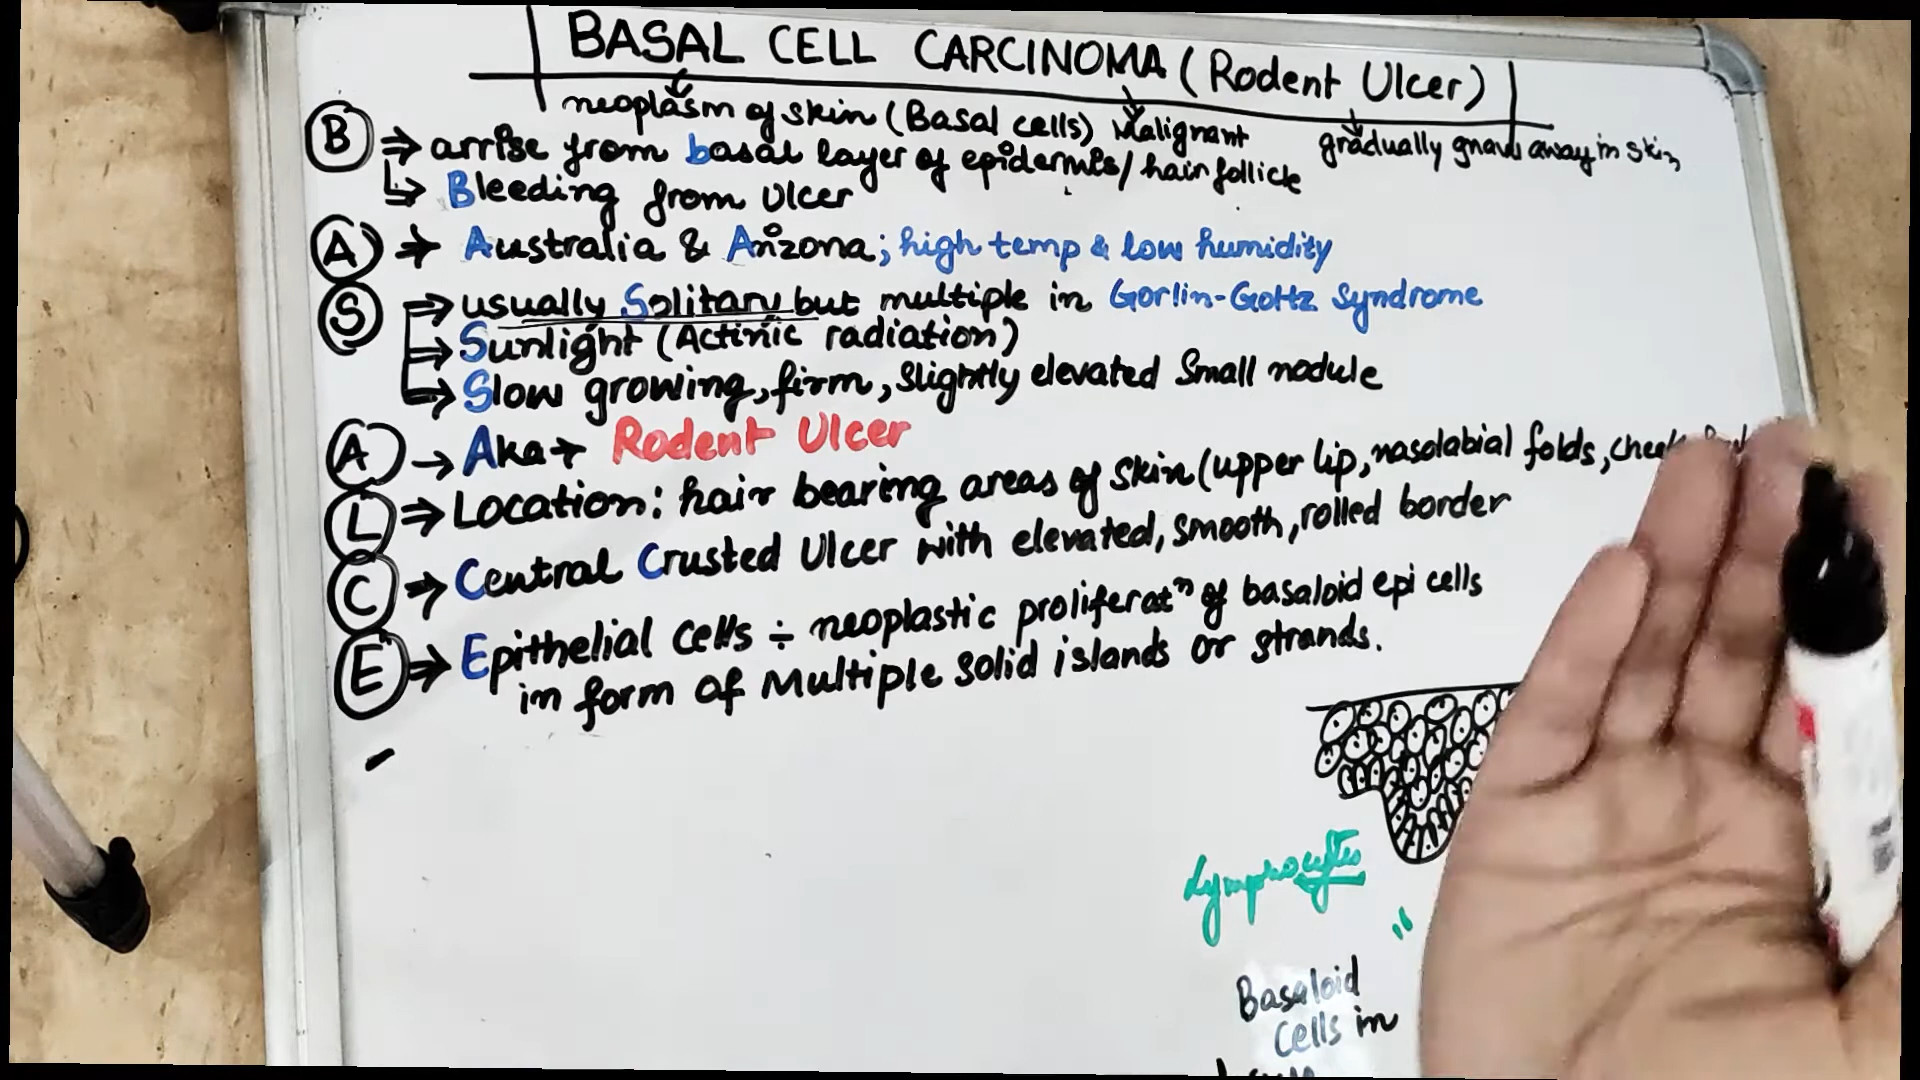 BASAL CELL CARCINOMA (Rodent Ulcer)
neoplasm of skin (Basal cells) Malignant gradually gnaw away in skin
B ⇒ arrise from basal layer of epidermis/hair follicle
↳ Bleeding from Ulcer
A → Australia & Arizona; high temp & low humidity
S ⇒ usually Solitary but multiple in Gorlin-Goltz Syndrome
⇒ Sunlight (Actinic radiation)
⇒ Slow growing, firm, slightly elevated Small nodule
A → Aka → Rodent Ulcer
L ⇒ Location: hair bearing areas of skin (upper lip, nasolabial folds,
C → Central Crusted Ulcer with elevated, smooth, rolled border
E ⇒ Epithelial Cells ÷ neoplastic proliferatⁿ of basaloid epi cells
in form of Multiple solid islands or strands.
Lymphocytes
Basaloid
Cells in